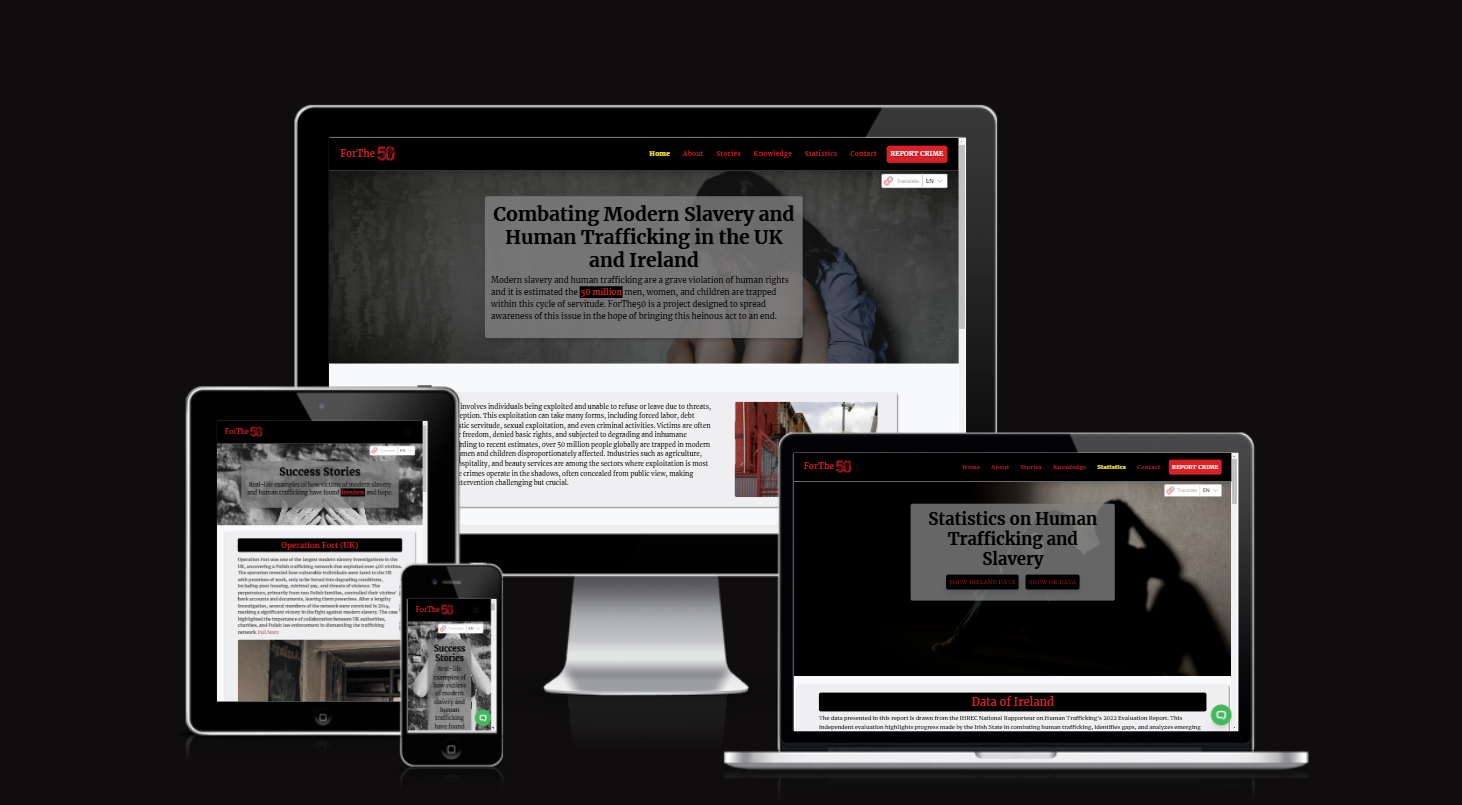 ForThe 50
Home About Stories Knowledge Statistics Contact REPORT CRIME
Translate EN
Combating Modern Slavery and
Human Trafficking in the UK
and Ireland
Modern slavery and human trafficking are a grave violation of human rights
and it is estimated the 50 million men, women, and children are trapped
within this cycle of servitude. ForThe50 is a project designed to spread
awareness of this issue in the hope of bringing this heinous act to an end.
involves individuals being exploited and unable to refuse or leave due to threats,
eption. This exploitation can take many forms, including forced labor, debt
stic servitude, sexual exploitation, and even criminal activities. Victims are often
r freedom, denied basic rights, and subjected to degrading and inhumane
rding to recent estimates, over 50 million people globally are trapped in modern
men and children disproportionately affected. Industries such as agriculture,
spitality, and beauty services are among the sectors where exploitation is most
e crimes operate in the shadows, often concealed from public view, making
tervention challenging but crucial.
ForThe 50
Translate EN
Success Stories
Real-life examples of how victims of modern slavery
and human trafficking have found freedom and hope.
Operation Fort (UK)
Operation Fort was one of the largest modern slavery investigations in the
UK, uncovering a Polish trafficking network that exploited over 400 victims.
The operation revealed how vulnerable individuals were lured to the UK
with promises of work, only to be forced into degrading conditions,
including poor housing, minimal pay, and threats of violence. The
perpetrators, primarily from two Polish families, controlled their victims'
bank accounts and documents, leaving them powerless. After a lengthy
investigation, several members of the network were convicted in 2019,
marking a significant victory in the fight against modern slavery. The case
highlighted the importance of collaboration between UK authorities,
charities, and Polish law enforcement in dismantling the trafficking
network. Full Story
ForThe 50
Translate EN
Success
Stories
Real-life
examples of
how victims
of modern
slavery and
human
trafficking
have found
ForThe 50
Home About Stories Knowledge Statistics Contact REPORT CRIME
Translate EN
Statistics on Human
Trafficking and
Slavery
SHOW IRELAND DATA SHOW UK DATA
Data of Ireland
The data presented in this report is drawn from the IHREC National Rapporteur on Human Trafficking's 2022 Evaluation Report. This
independent evaluation highlights progress made by the Irish State in combating human trafficking, identifies gaps, and analyzes emerging